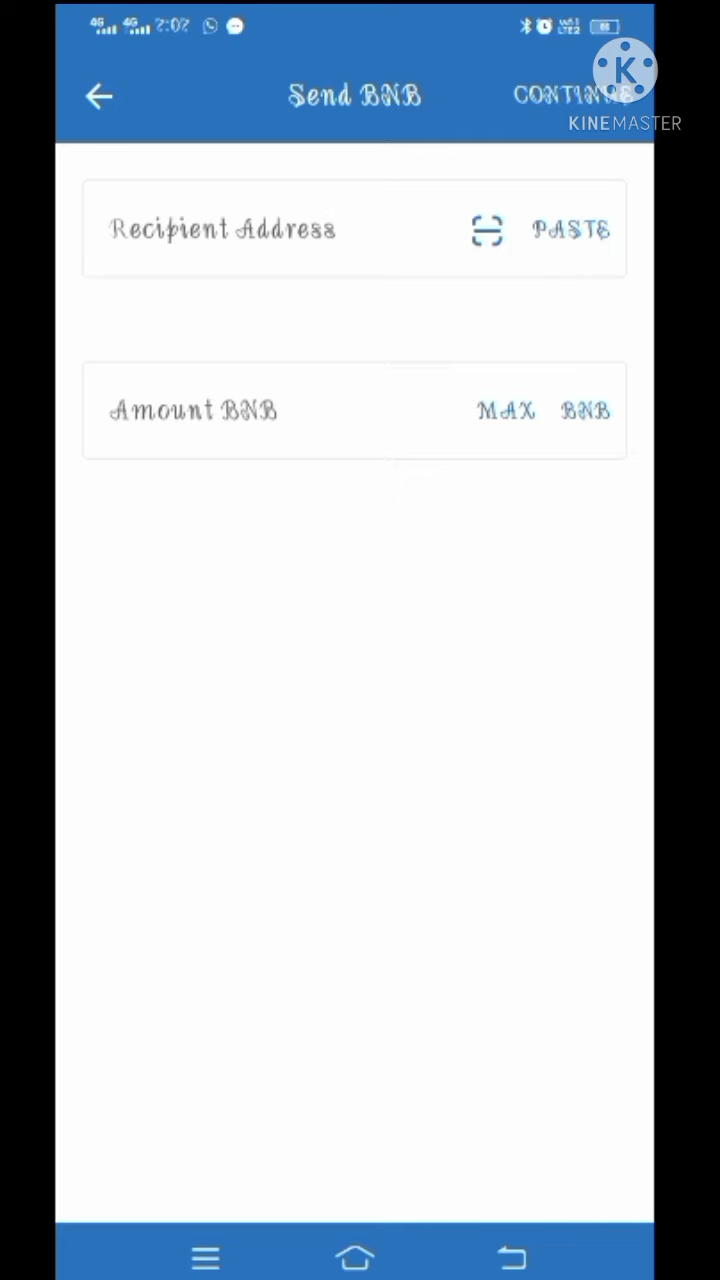 4G 4G 2:02
Send BNB
CONTINUE
KINEMASTER
Recipient Address PASTE
Amount BNB MAX BNB